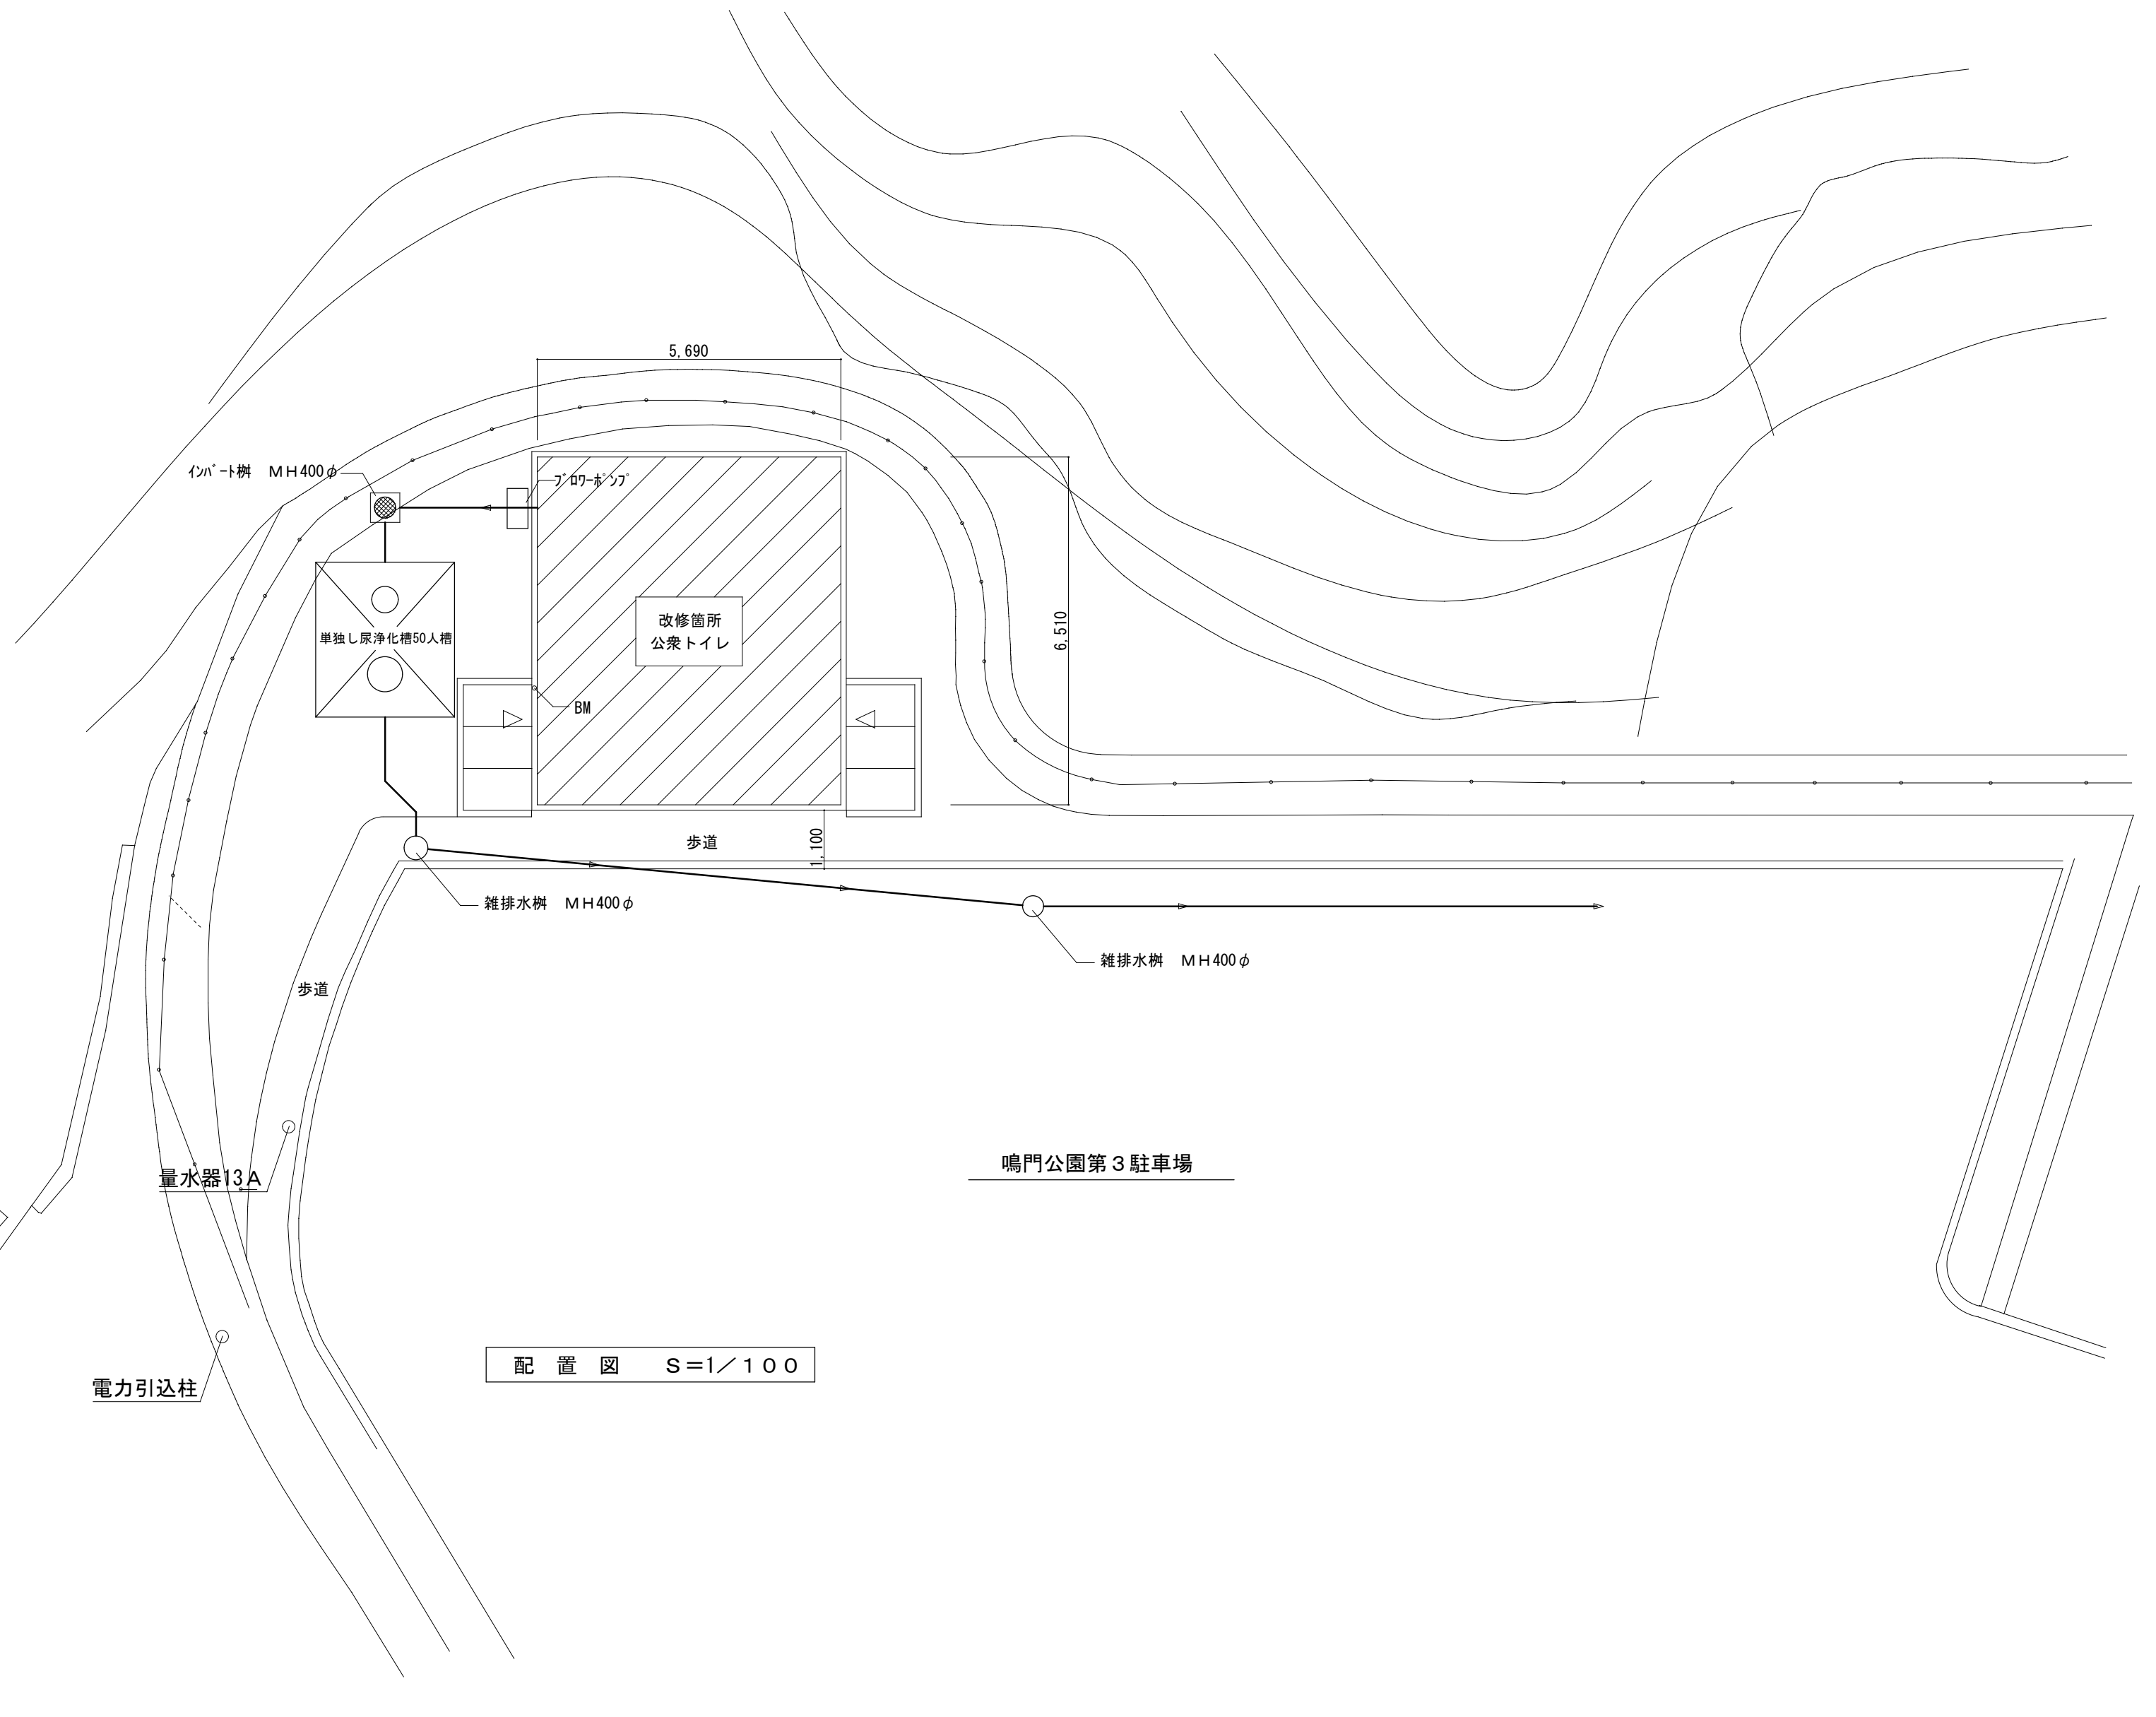 5,690
インバート桝　ＭＨ400φ
ブロワーポンプ
改修箇所
公衆トイレ
6,510
単独し尿浄化槽50人槽
BM
1,100
歩道
雑排水桝　ＭＨ400φ
雑排水桝　ＭＨ400φ
歩道
鳴門公園第３駐車場
量水器13Ａ
配　置　図　　Ｓ＝1／１００
電力引込柱